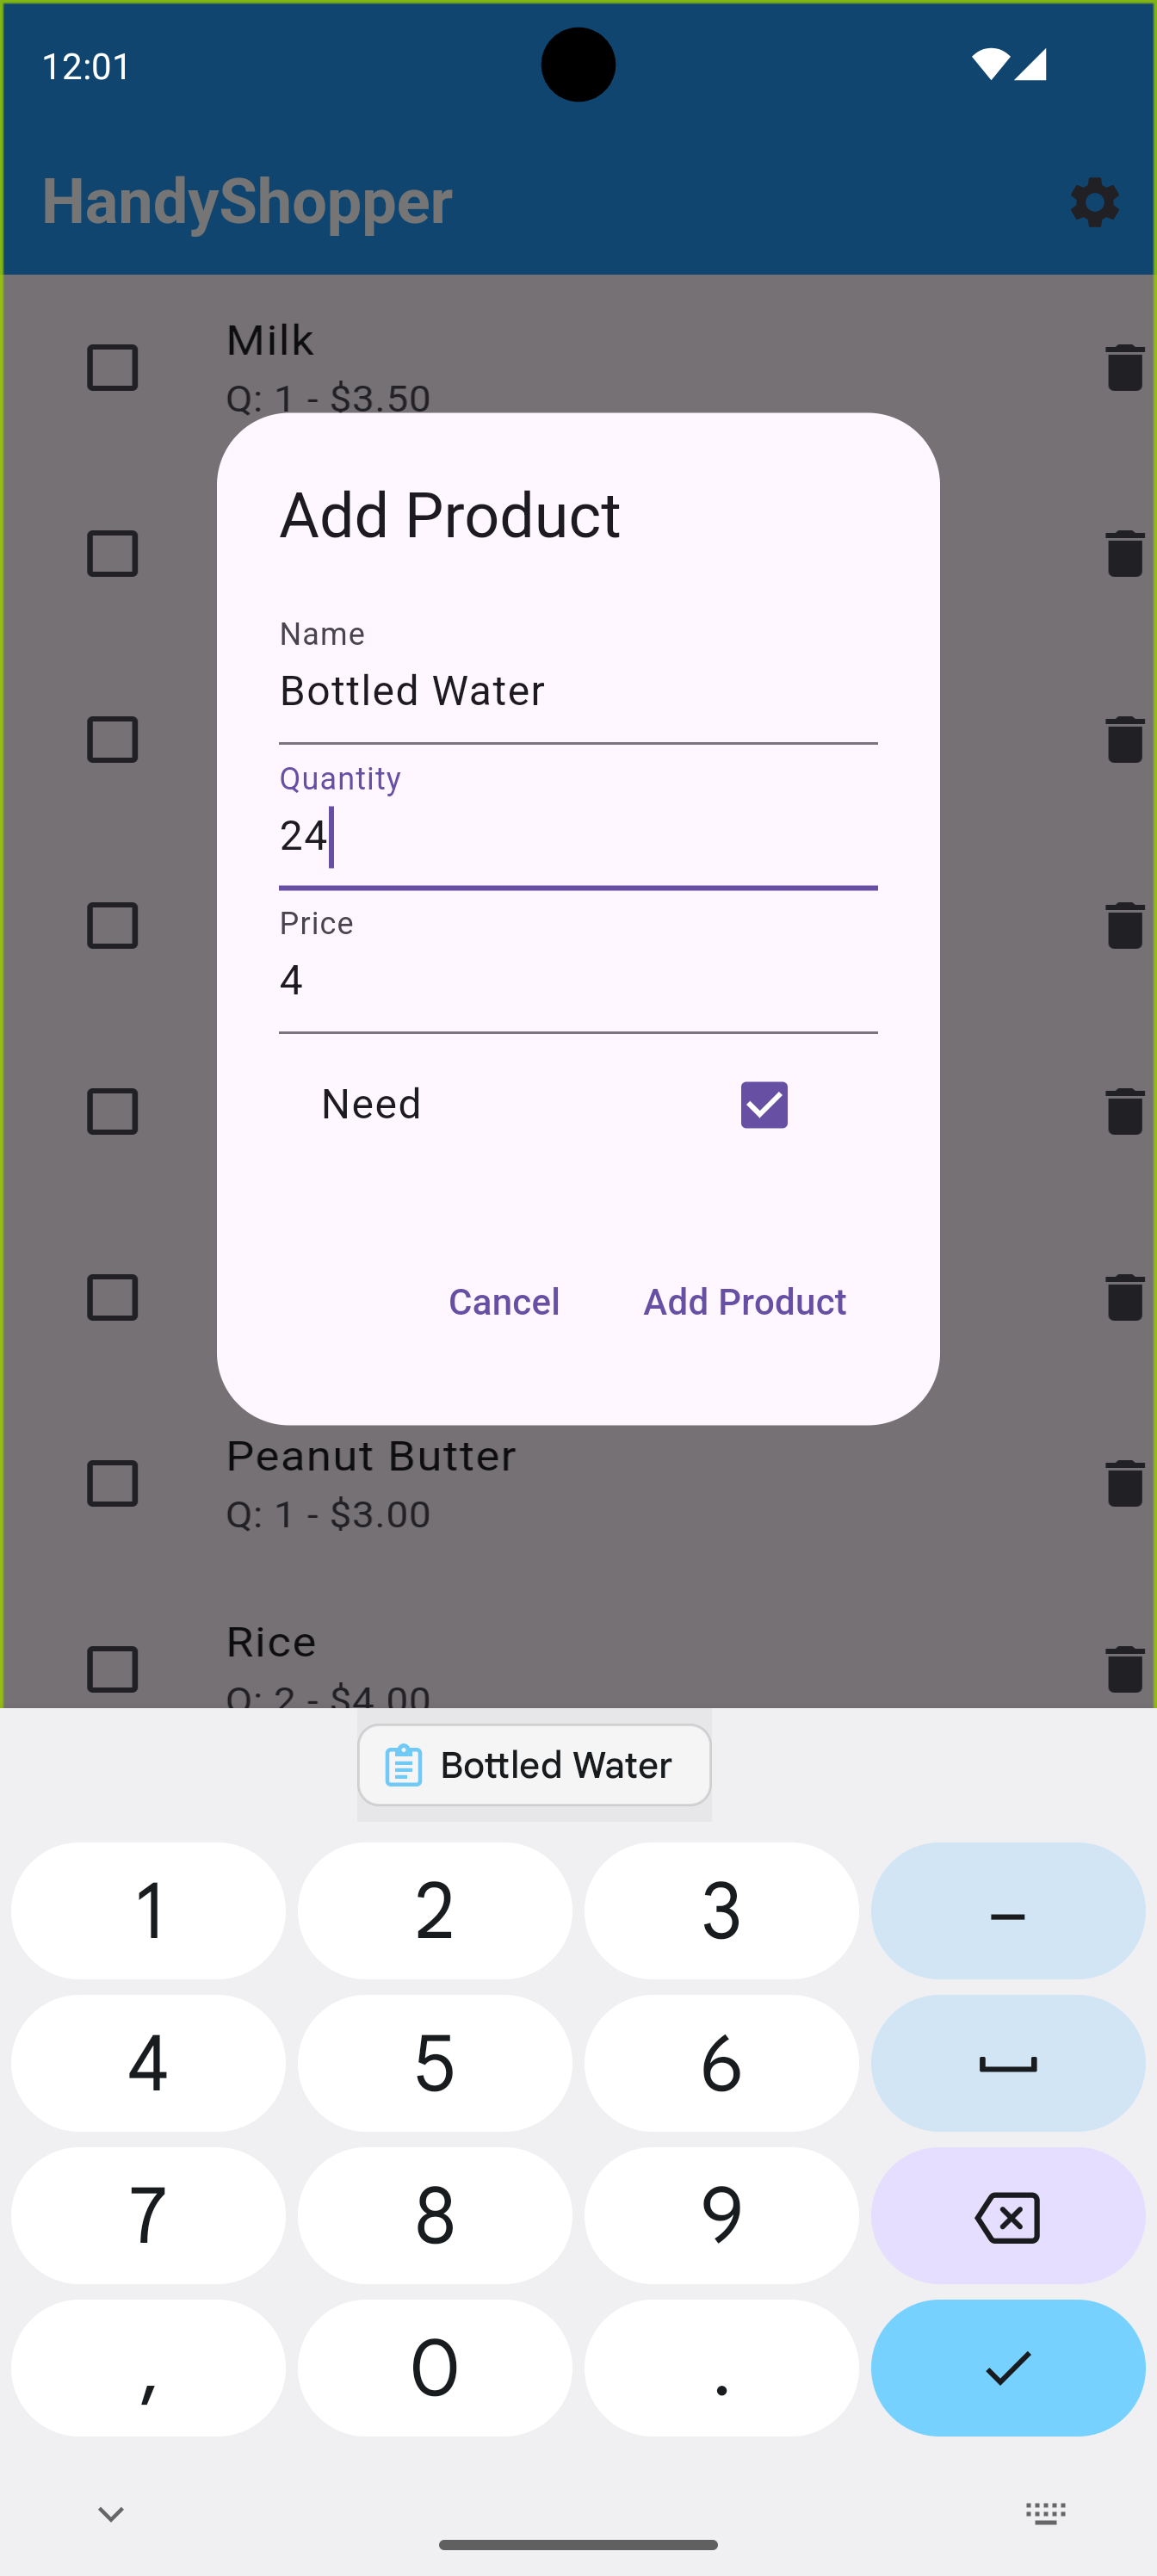 12:01
HandyShopper
Milk
Q: 1 - $3.50
Add Product
Name
Bottled Water
Quantity
24
Price
4
Need
Cancel
Add Product
Peanut Butter
Q: 1 - $3.00
Rice
Q: 2 - $4.00
Bottled Water
1
2
3
-
4
5
6
7
8
9
,
0
.